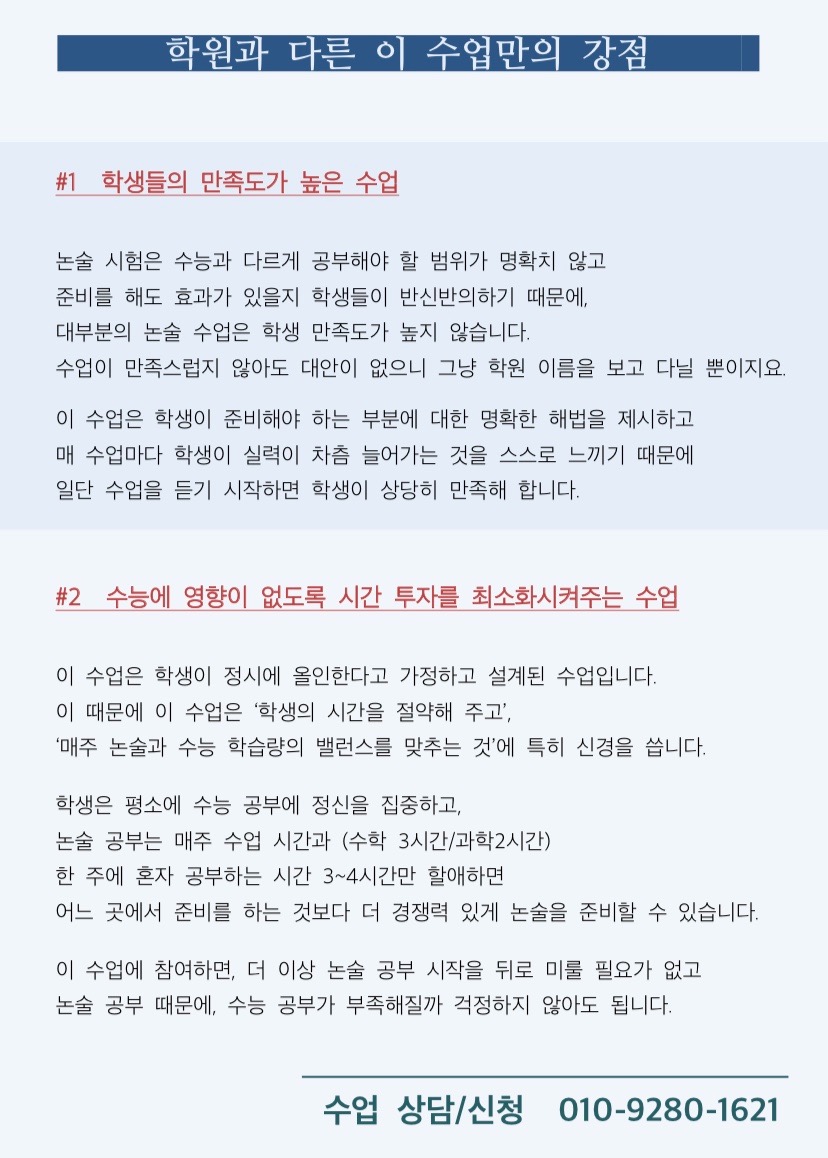 학원과 다른 이 수업만의 강점
#1 학생들의 만족도가 높은 수업
논술 시험은 수능과 다르게 공부해야 할 범위가 명확치 않고
준비를 해도 효과가 있을지 학생들이 반신반의하기 때문에,
대부분의 논술 수업은 학생 만족도가 높지 않습니다.
수업이 만족스럽지 않아도 대안이 없으니 그냥 학원 이름을 보고 다닐 뿐이지요.
이 수업은 학생이 준비해야 하는 부분에 대한 명확한 해법을 제시하고
매 수업마다 학생이 실력이 차츰 늘어가는 것을 스스로 느끼기 때문에
일단 수업을 듣기 시작하면 학생이 상당히 만족해 합니다.
#2 수능에 영향이 없도록 시간 투자를 최소화시켜주는 수업
이 수업은 학생이 정시에 올인한다고 가정하고 설계된 수업입니다.
이 때문에 이 수업은 ‘학생의 시간을 절약해 주고’,
‘매주 논술과 수능 학습량의 밸런스를 맞추는 것’에 특히 신경을 씁니다.
학생은 평소에 수능 공부에 정신을 집중하고,
논술 공부는 매주 수업 시간과 (수학 3시간/과학2시간)
한 주에 혼자 공부하는 시간 3~4시간만 할애하면
어느 곳에서 준비를 하는 것보다 더 경쟁력 있게 논술을 준비할 수 있습니다.
이 수업에 참여하면, 더 이상 논술 공부 시작을 뒤로 미룰 필요가 없고
논술 공부 때문에, 수능 공부가 부족해질까 걱정하지 않아도 됩니다.
수업 상담/신청 010-9280-1621